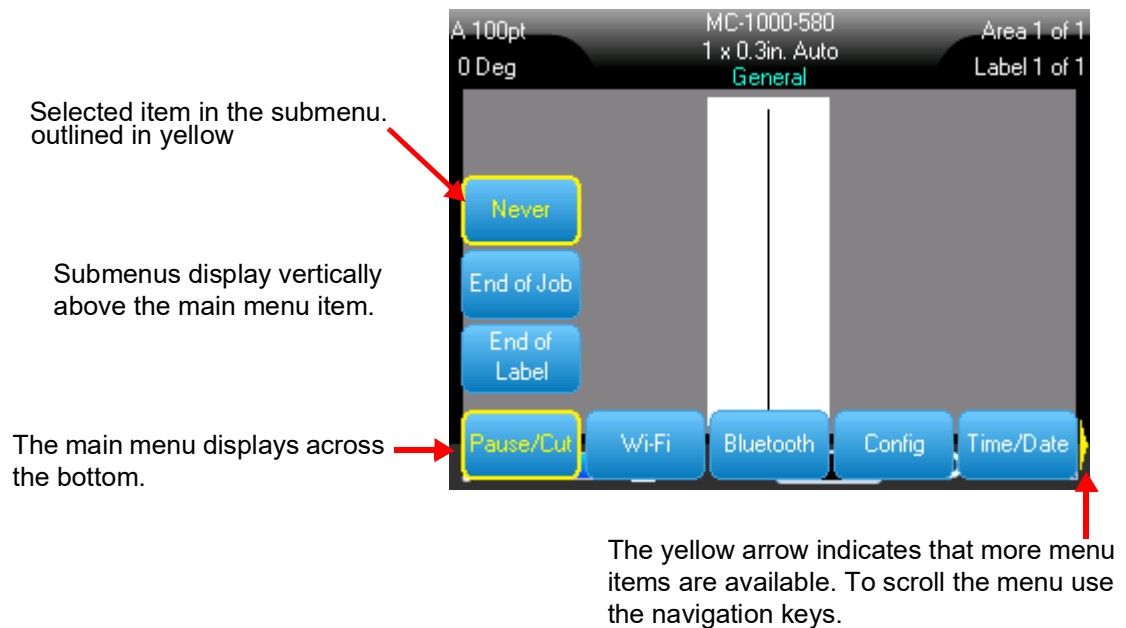 A 100pt
MC-1000-580
Area 1 of 1
1 x 0.3in. Auto
0 Deg
General
Label 1 of 1
Selected item in the submenu.
outlined in yellow
Never
Submenus display vertically
above the main menu item.
End of Job
End of
Label
The main menu displays across
the bottom.
Pause/Cut
Wi-Fi
Bluetooth
Config
Time/Date
The yellow arrow indicates that more menu
items are available. To scroll the menu use
the navigation keys.